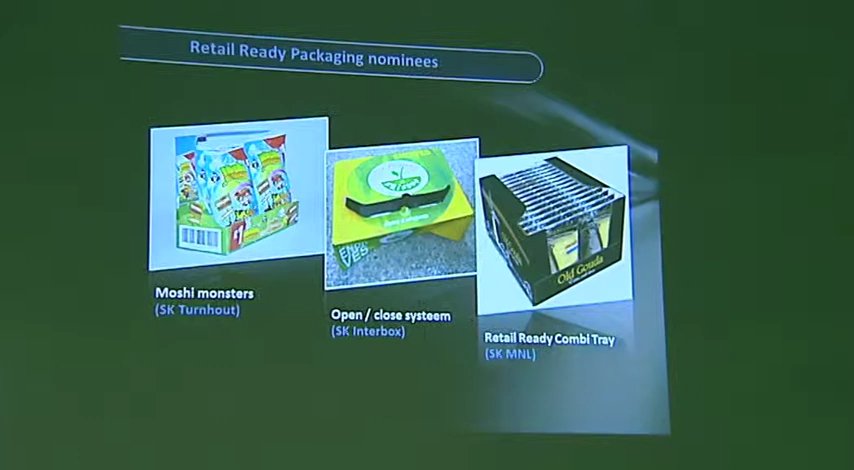 Retail Ready Packaging nominees
Moshi monsters
(SK Turnhout)
Open / close systeem
(SK Interbox)
Old Gouda
Retail Ready Combi Tray
(SK MNL)